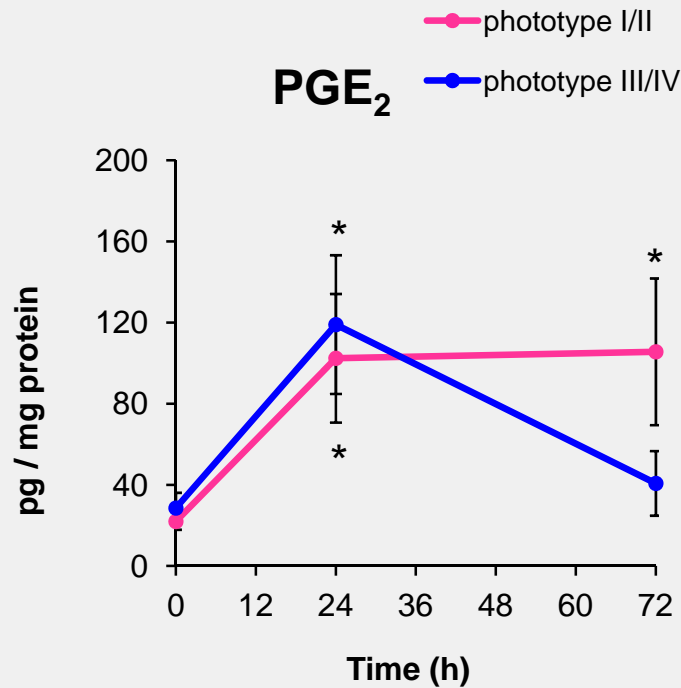 phototype I/II
PGE₂
phototype III/IV
200
160
120
80
40
0
pg / mg protein
*
*
*
0 12 24 36 48 60 72
Time (h)